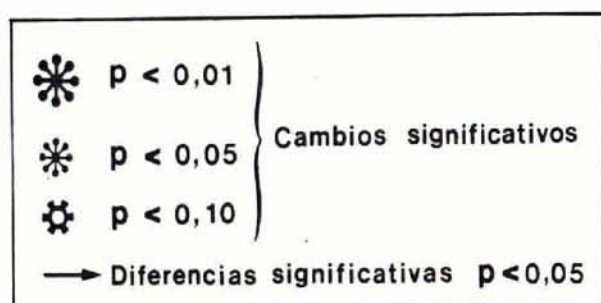 p < 0,01
p < 0,05
Cambios significativos
p < 0,10
Diferencias significativas p < 0,05